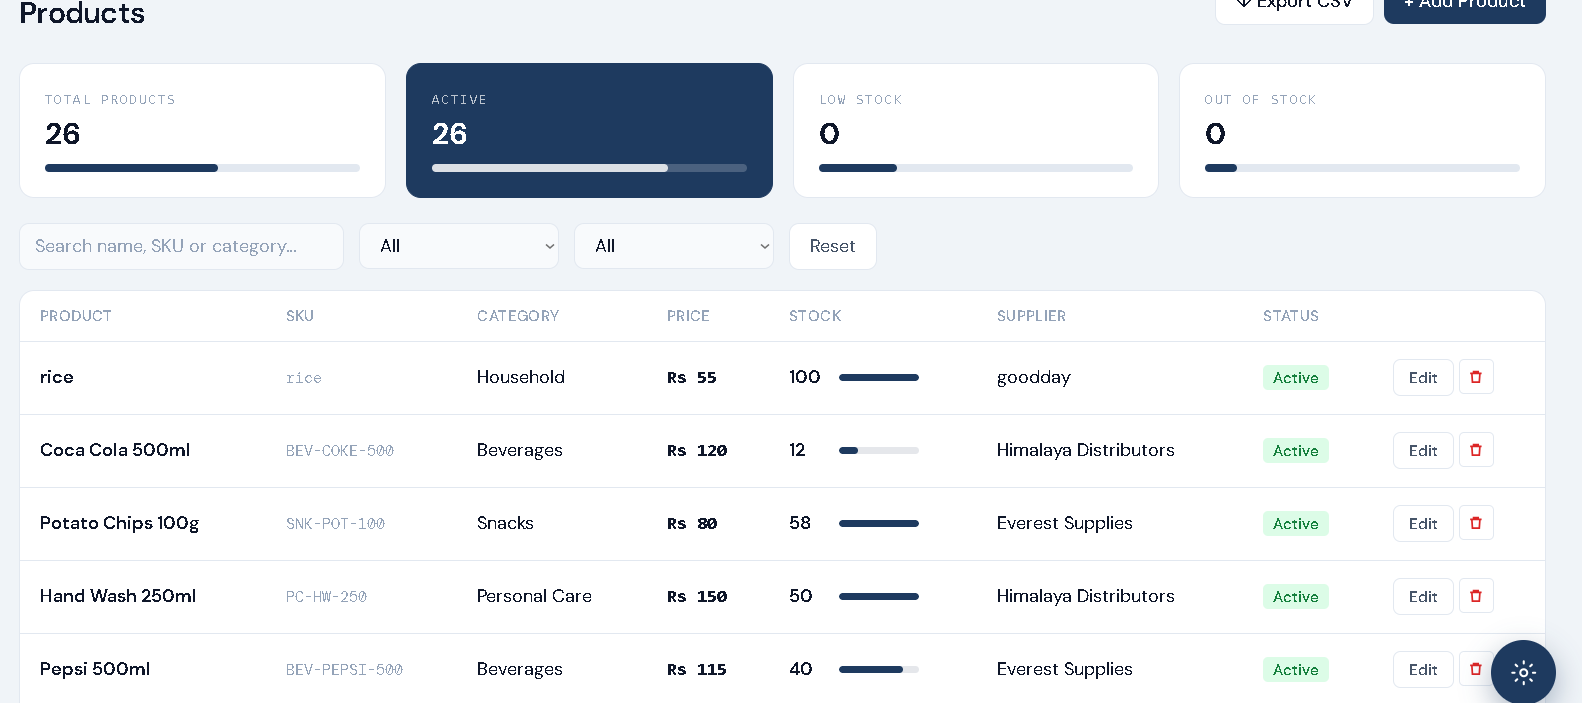 Products
Export CSV
+ Add Product
TOTAL PRODUCTS
26
ACTIVE
26
LOW STOCK
0
OUT OF STOCK
0
Search name, SKU or category...
All
All
Reset
PRODUCT SKU CATEGORY PRICE STOCK SUPPLIER STATUS
rice rice Household Rs 55 100 goodday Active Edit
Coca Cola 500ml BEV-COKE-500 Beverages Rs 120 12 Himalaya Distributors Active Edit
Potato Chips 100g SNK-POT-100 Snacks Rs 80 58 Everest Supplies Active Edit
Hand Wash 250ml PC-HW-250 Personal Care Rs 150 50 Himalaya Distributors Active Edit
Pepsi 500ml BEV-PEPSI-500 Beverages Rs 115 40 Everest Supplies Active Edit